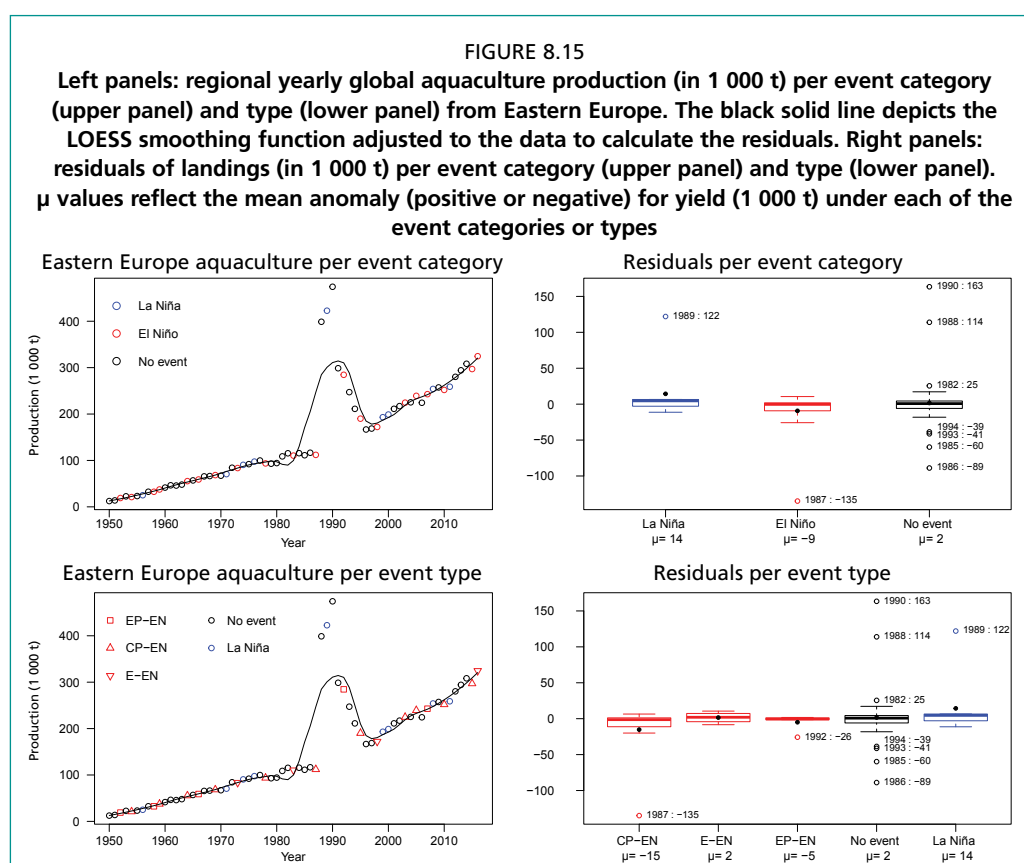 FIGURE 8.15
Left panels: regional yearly global aquaculture production (in 1 000 t) per event category
(upper panel) and type (lower panel) from Eastern Europe. The black solid line depicts the
LOESS smoothing function adjusted to the data to calculate the residuals. Right panels:
residuals of landings (in 1 000 t) per event category (upper panel) and type (lower panel).
μ values reflect the mean anomaly (positive or negative) for yield (1 000 t) under each of the
event categories or types
Eastern Europe aquaculture per event category
Production (1 000 t)
400
300
200
100
0
La Niña
El Niño
No event
1950 1960 1970 1980 1990 2000 2010
Year
Residuals per event category
150
100
50
0
−50
−100
1989 : 122
1987 : −135
1990 : 163
1988 : 114
1982 : 25
1994 : −39
1993 : −41
1985 : −60
1986 : −89
La Niña El Niño No event
μ= 14 μ= −9 μ= 2
Eastern Europe aquaculture per event type
Production (1 000 t)
400
300
200
100
0
EP−EN No event
CP−EN La Niña
E−EN
1950 1960 1970 1980 1990 2000 2010
Year
Residuals per event type
150
100
50
0
−50
−100
1987 : −135
1992 : −26
1990 : 163
1988 : 114
1982 : 25
1994 : −39
1993 : −41
1985 : −60
1986 : −89
1989 : 122
CP−EN E−EN EP−EN No event La Niña
μ= −15 μ= 2 μ= −5 μ= 2 μ= 14